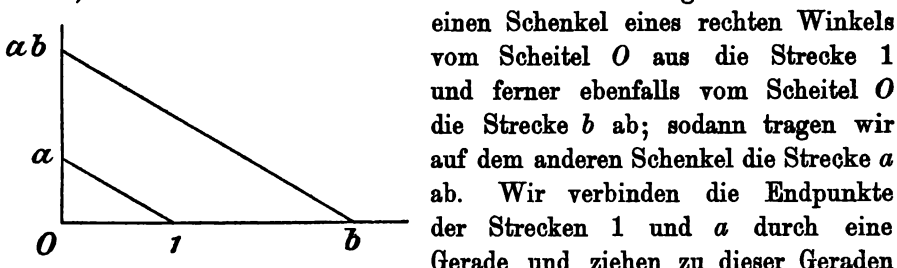 einen Schenkel eines rechten Winkels
vom Scheitel O aus die Strecke 1
und ferner ebenfalls vom Scheitel O
die Strecke b ab; sodann tragen wir
auf dem anderen Schenkel die Strecke a
ab. Wir verbinden die Endpunkte
der Strecken 1 und a durch eine
Gerade und ziehen zu dieser Geraden
ab
a
O 1 b